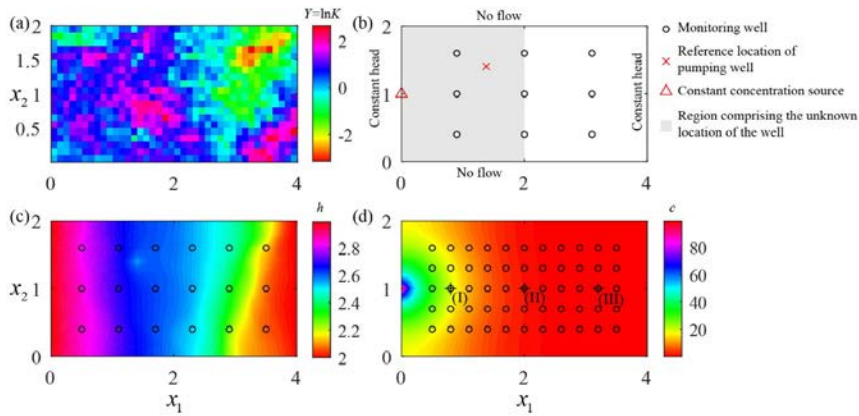 (a)
Y=lnK
2
1.5
x2 1
0.5
0
2
4
2
0
-2
(b)
No flow
2
Constant head
1
Constant head
0
No flow
0
2
4
x1
Monitoring well
Reference location of
pumping well
Constant concentration source
Region comprising the unknown
location of the well
(c)
h
2
x2 1
0
0
2
4
x1
2.8
2.6
2.4
2.2
2
(d)
c
2
1
0
(I)
(II)
(III)
0
2
4
x1
80
60
40
20